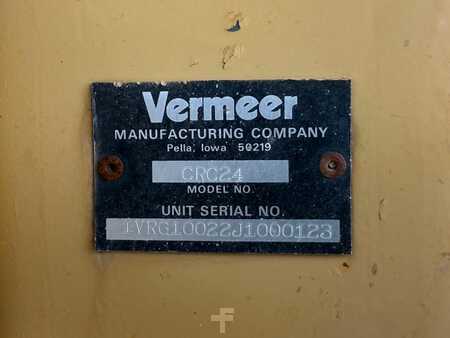 Vermeer
MANUFACTURING COMPANY
Pella, Iowa 50219
CRC24
MODEL NO.
UNIT SERIAL NO.
1VRG10022J1000123